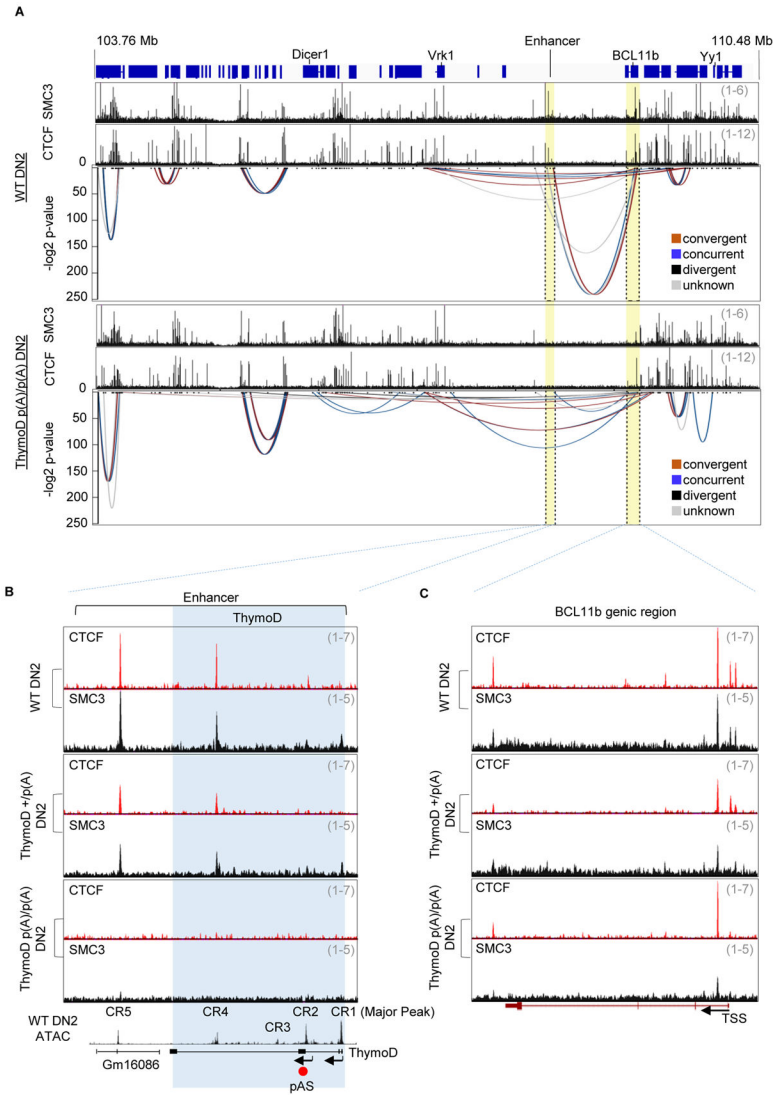 A
103.76 Mb
110.48 Mb
Dicer1
Vrk1
Enhancer
BCL11b
Yy1
WT DN2
SMC3
(1-6)
CTCF
(1-12)
0
50
100
150
200
250
-log2 p-value
convergent
concurrent
divergent
unknown
ThymoD p(A)/p(A) DN2
SMC3
(1-6)
CTCF
(1-12)
0
50
100
150
200
250
-log2 p-value
convergent
concurrent
divergent
unknown
B
Enhancer
ThymoD
WT DN2
CTCF
(1-7)
SMC3
(1-5)
ThymoD +/p(A)
DN2
CTCF
(1-7)
SMC3
(1-5)
ThymoD p(A)/p(A)
DN2
CTCF
(1-7)
SMC3
(1-5)
CR5
CR4
CR3
CR2
CR1 (Major Peak)
WT DN2
ATAC
Gm16086
ThymoD
pAS
C
BCL11b genic region
WT DN2
CTCF
(1-7)
SMC3
(1-5)
ThymoD +/p(A)
DN2
CTCF
(1-7)
SMC3
(1-5)
ThymoD p(A)/p(A)
DN2
CTCF
(1-7)
SMC3
(1-5)
TSS